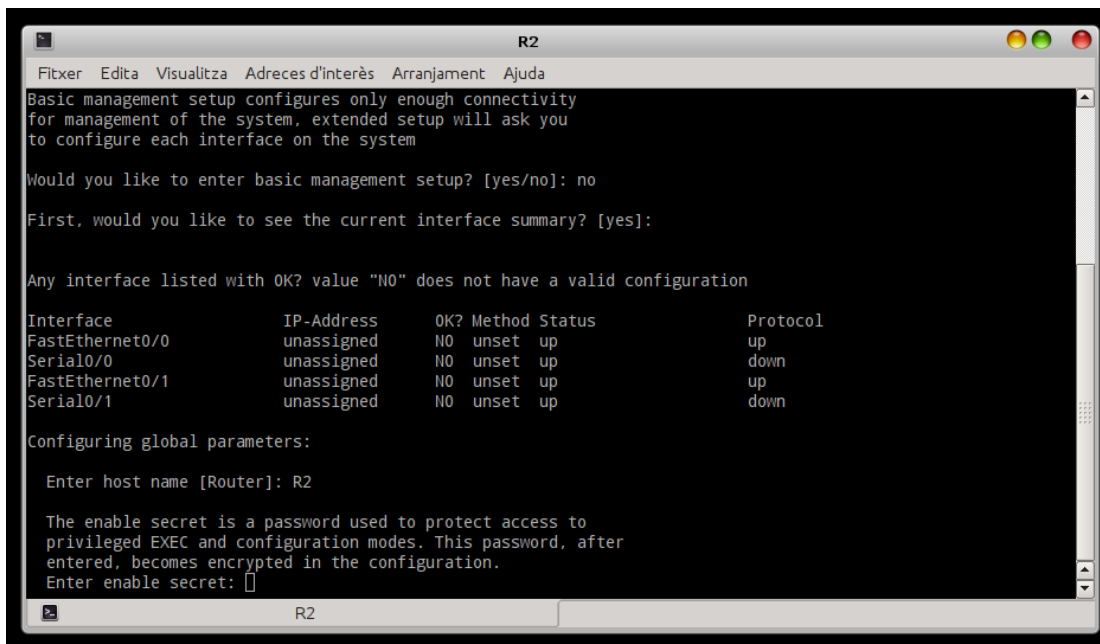 R2
Fitxer Edita Visualitza Adreces d'interès Arranjament Ajuda
Basic management setup configures only enough connectivity
for management of the system, extended setup will ask you
to configure each interface on the system
Would you like to enter basic management setup? [yes/no]: no
First, would you like to see the current interface summary? [yes]:
Any interface listed with OK? value "NO" does not have a valid configuration
Interface IP-Address OK? Method Status Protocol
FastEthernet0/0 unassigned NO unset up up
Serial0/0 unassigned NO unset up down
FastEthernet0/1 unassigned NO unset up up
Serial0/1 unassigned NO unset up down
Configuring global parameters:
Enter host name [Router]: R2
The enable secret is a password used to protect access to
privileged EXEC and configuration modes. This password, after
entered, becomes encrypted in the configuration.
Enter enable secret:
R2